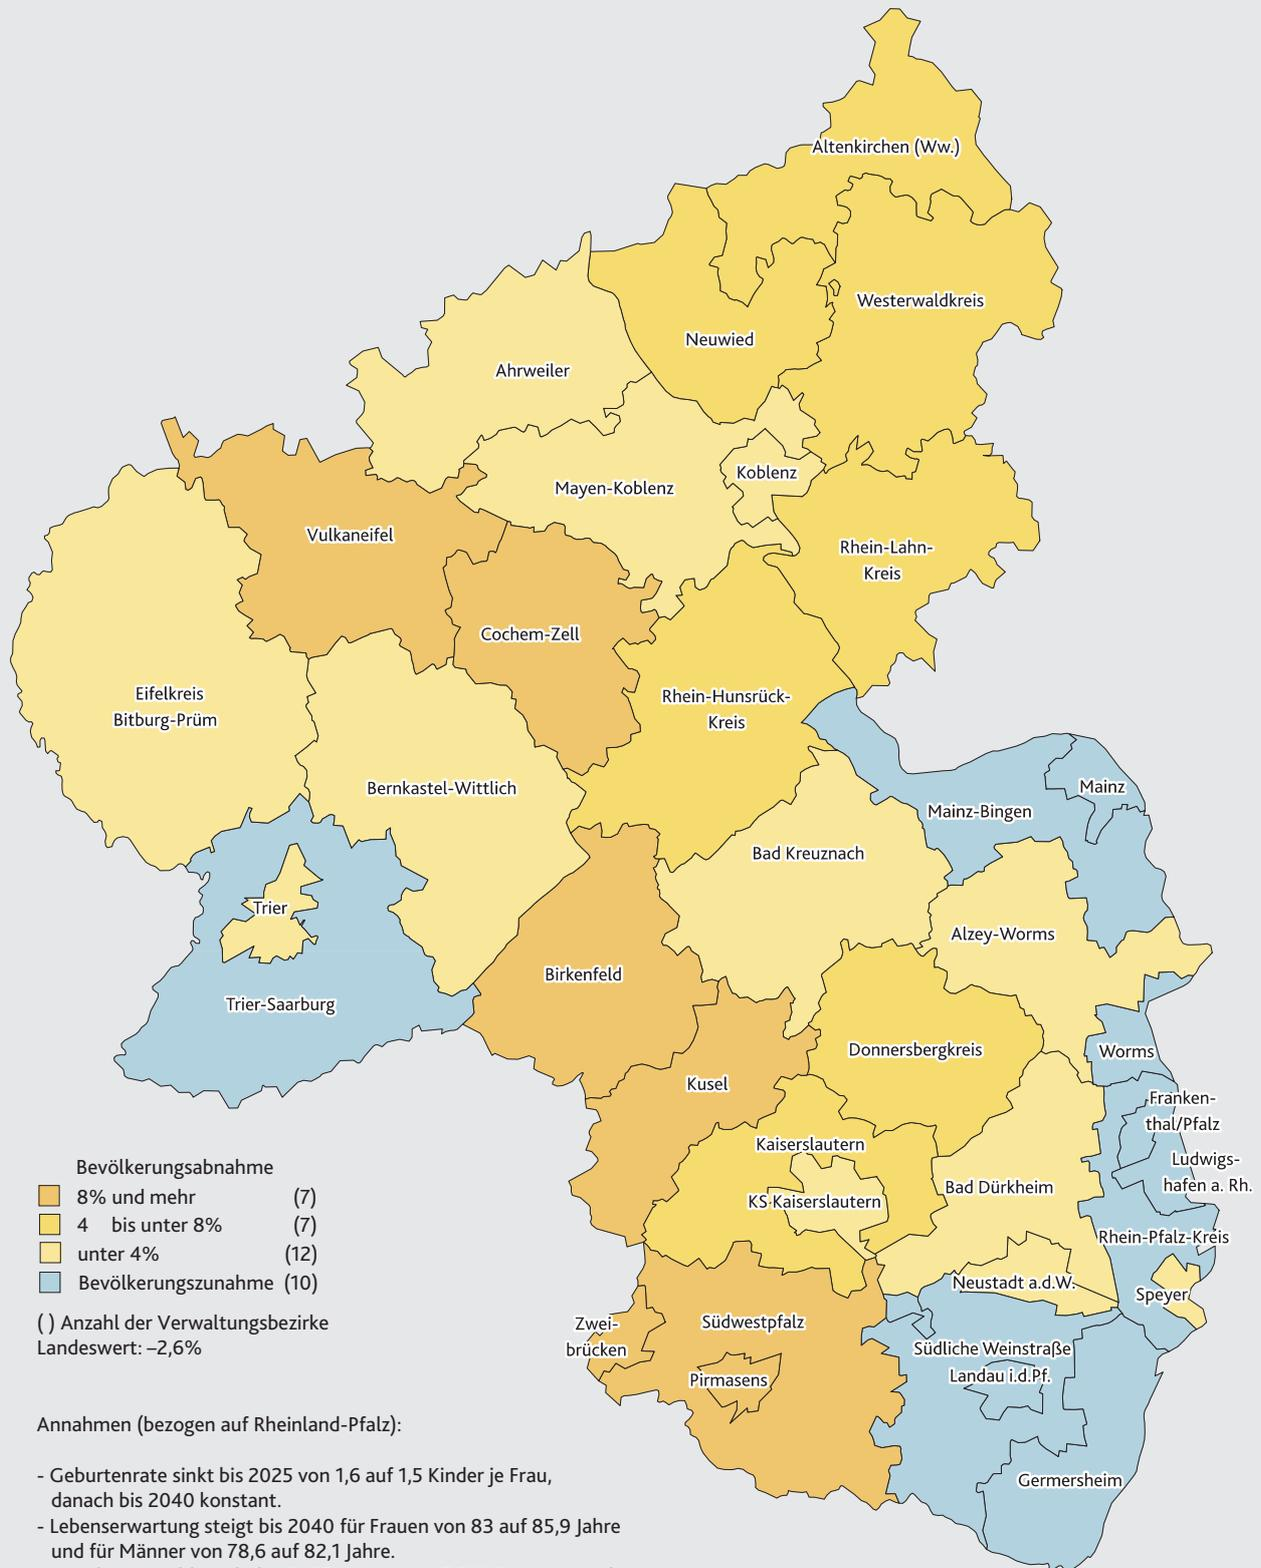 Altenkirchen (Ww.)
Westerwaldkreis
Neuwied
Ahrweiler
Koblenz
Mayen-Koblenz
Vulkaneifel
Rhein-Lahn-
Kreis
Cochem-Zell
Eifelkreis
Bitburg-Prüm
Rhein-Hunsrück-
Kreis
Bernkastel-Wittlich
Mainz
Mainz-Bingen
Bad Kreuznach
Trier
Alzey-Worms
Birkenfeld
Trier-Saarburg
Donnersbergkreis
Worms
Kusel
Franken-
thal/Pfalz
Kaiserslautern
Ludwigs-
hafen a. Rh.
Bad Dürkheim
KS Kaiserslautern
Rhein-Pfalz-Kreis
Neustadt a.d.W.
Speyer
Südwestpfalz
Zwei-
brücken
Südliche Weinstraße
Landau i.d.Pf.
Pirmasens
Germersheim
Bevölkerungsabnahme
8% und mehr (7)
4 bis unter 8% (7)
unter 4% (12)
Bevölkerungszunahme (10)
( ) Anzahl der Verwaltungsbezirke
Landeswert: –2,6%
Annahmen (bezogen auf Rheinland-Pfalz):
- Geburtenrate sinkt bis 2025 von 1,6 auf 1,5 Kinder je Frau,
danach bis 2040 konstant.
- Lebenserwartung steigt bis 2040 für Frauen von 83 auf 85,9 Jahre
und für Männer von 78,6 auf 82,1 Jahre.